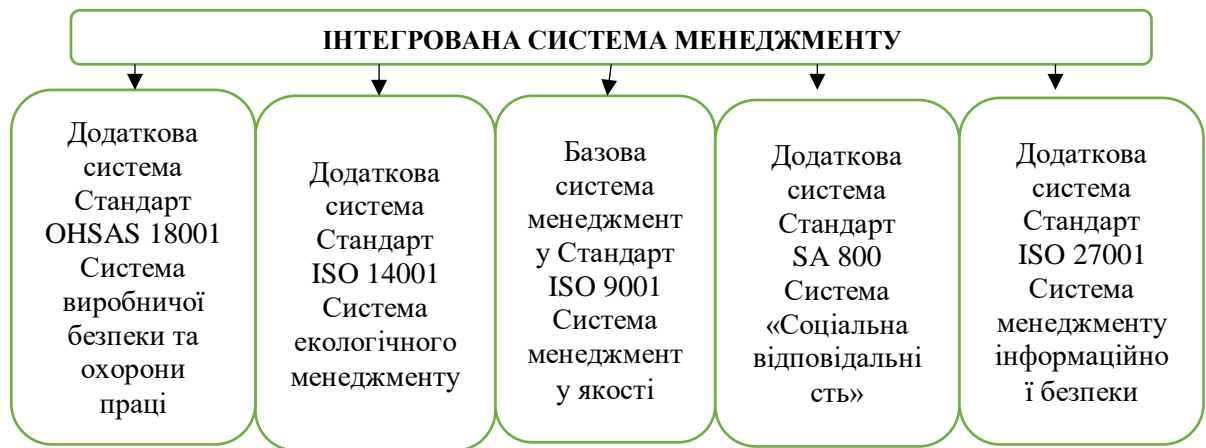 ІНТЕГРОВАНА СИСТЕМА МЕНЕДЖМЕНТУ
Додаткова
система
Стандарт
OHSAS 18001
Система
виробничої
безпеки та
охорони
праці
Додаткова
система
Стандарт
ISO 14001
Система
екологічного
менеджменту
Базова
система
менеджмент
у Стандарт
ISO 9001
Система
менеджмент
у якості
Додаткова
система
Стандарт
SA 800
Система
«Соціальна
відповідальні
сть»
Додаткова
система
Стандарт
ISO 27001
Система
менеджменту
інформаційно
ї безпеки